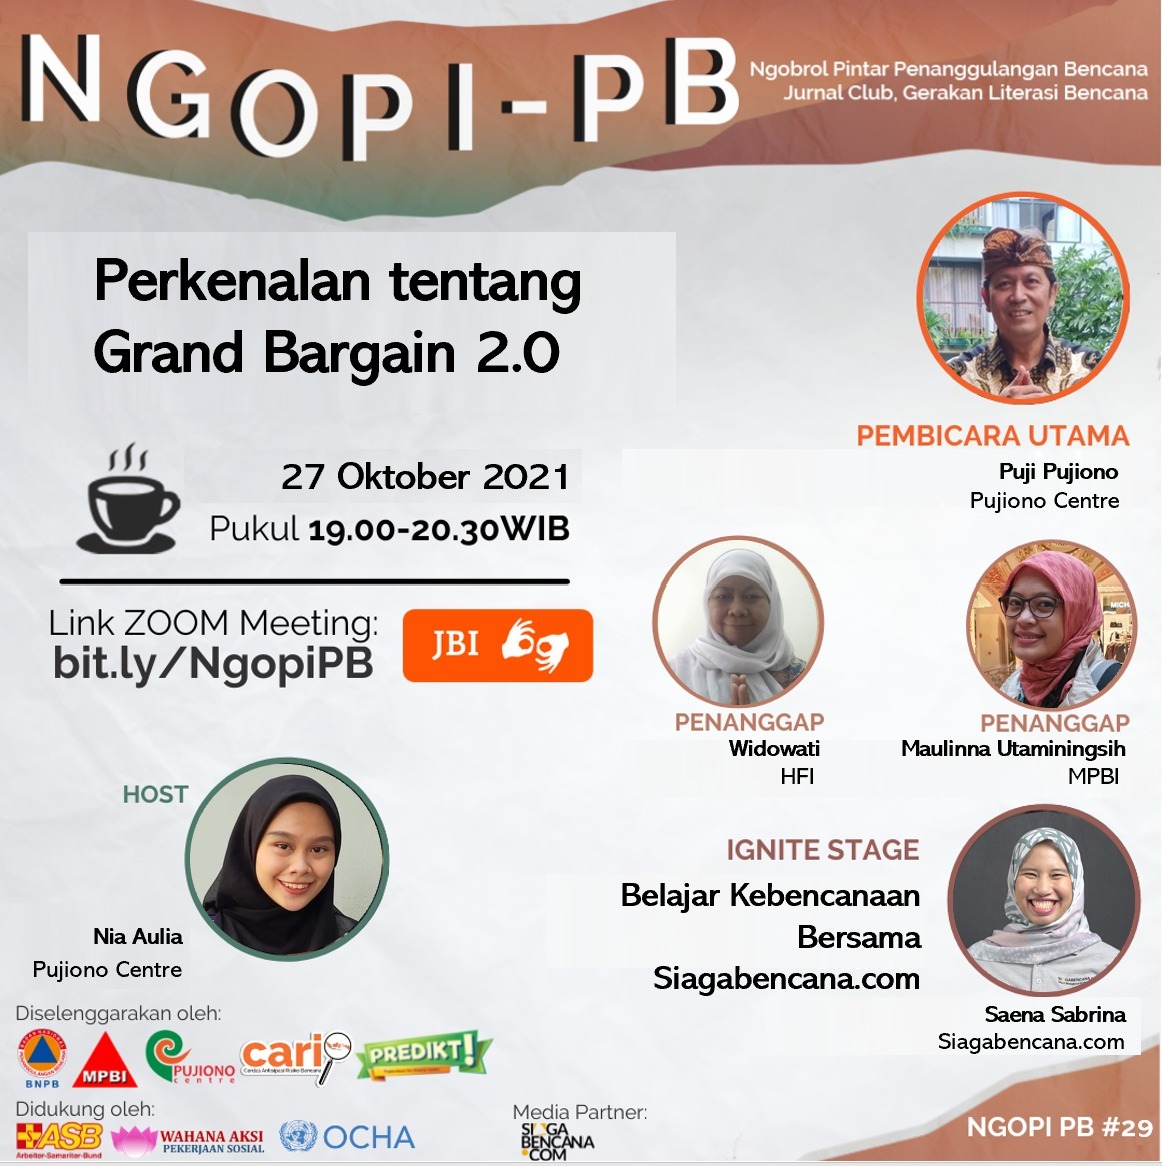 NGOPI-PB
Ngobrol Pintar Penanggulangan Bencana
Jurnal Club, Gerakan Literasi Bencana
Perkenalan tentang
Grand Bargain 2.0
27 Oktober 2021
Pukul 19.00-20.30WIB
Link ZOOM Meeting:
bit.ly/NgopiPB
JBI
PEMBICARA UTAMA
Puji Pujiono
Pujiono Centre
PENANGGAP
Widowati
HFI
PENANGGAP
Maulinna Utaminingsih
MPBI
HOST
Nia Aulia
Pujiono Centre
IGNITE STAGE
Belajar Kebencanaan
Bersama
Siagabencana.com
Saena Sabrina
Siagabencana.com
Diselenggarakan oleh:
BNPB
MPBI
PUJIONO
centre
cari
Cerdas Antisipasi Risiko Bencana
PREDIKT!
Didukung oleh:
ASB
Arbeiter-Samariter-Bund
WAHANA AKSI
PEKERJAAN SOSIAL
OCHA
Media Partner:
SIAGA
BENCANA
.COM
NGOPI PB #29